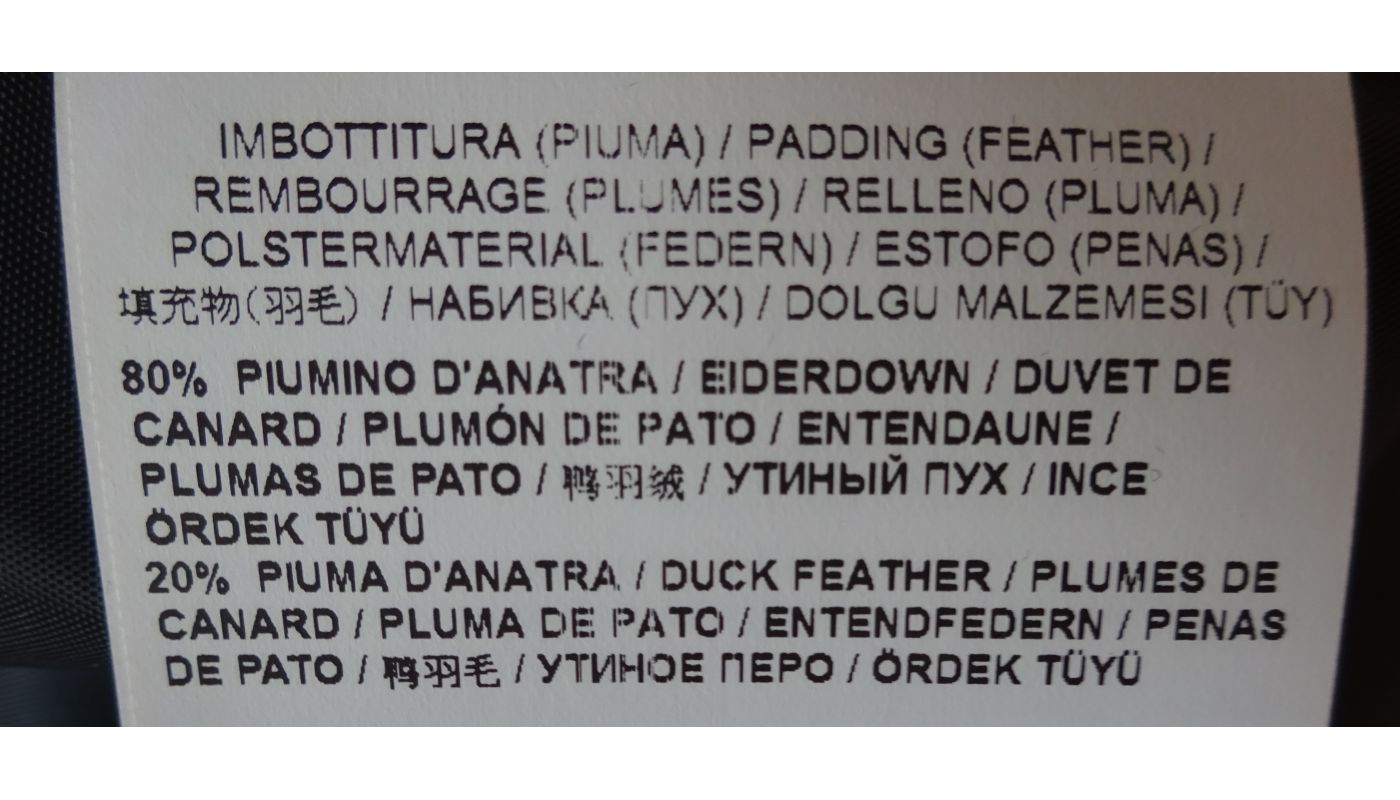 IMBOTTITURA (PIUMA) / PADDING (FEATHER) /
REMBOURRAGE (PLUMES) / RELLENO (PLUMA) /
POLSTERMATERIAL (FEDERN) / ESTOFO (PENAS) /
填充物(羽毛) / НАБИВКА (ПУХ) / DOLGU MALZEMESI (TÜY)
80% PIUMINO D'ANATRA / EIDERDOWN / DUVET DE
CANARD / PLUMÓN DE PATO / ENTENDAUNE /
PLUMAS DE PATO / 鸭羽绒 / УТИНЫЙ ПУХ / INCE
ÖRDEK TÜYÜ
20% PIUMA D'ANATRA / DUCK FEATHER / PLUMES DE
CANARD / PLUMA DE PATO / ENTENDFEDERN / PENAS
DE PATO / 鸭羽毛 / УТИНОЕ ПЕРО / ÖRDEK TÜYÜ